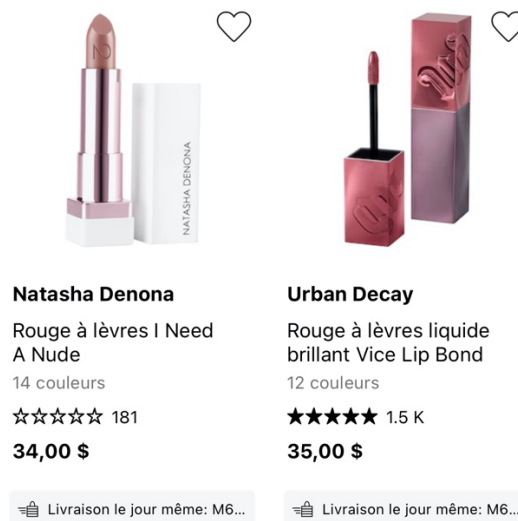 NATASHA DENONA
Natasha Denona
Rouge à lèvres I Need
A Nude
14 couleurs
181
34,00 $
Livraison le jour même: M6...
Urban Decay
Rouge à lèvres liquide
brillant Vice Lip Bond
12 couleurs
1.5 K
35,00 $
Livraison le jour même: M6...